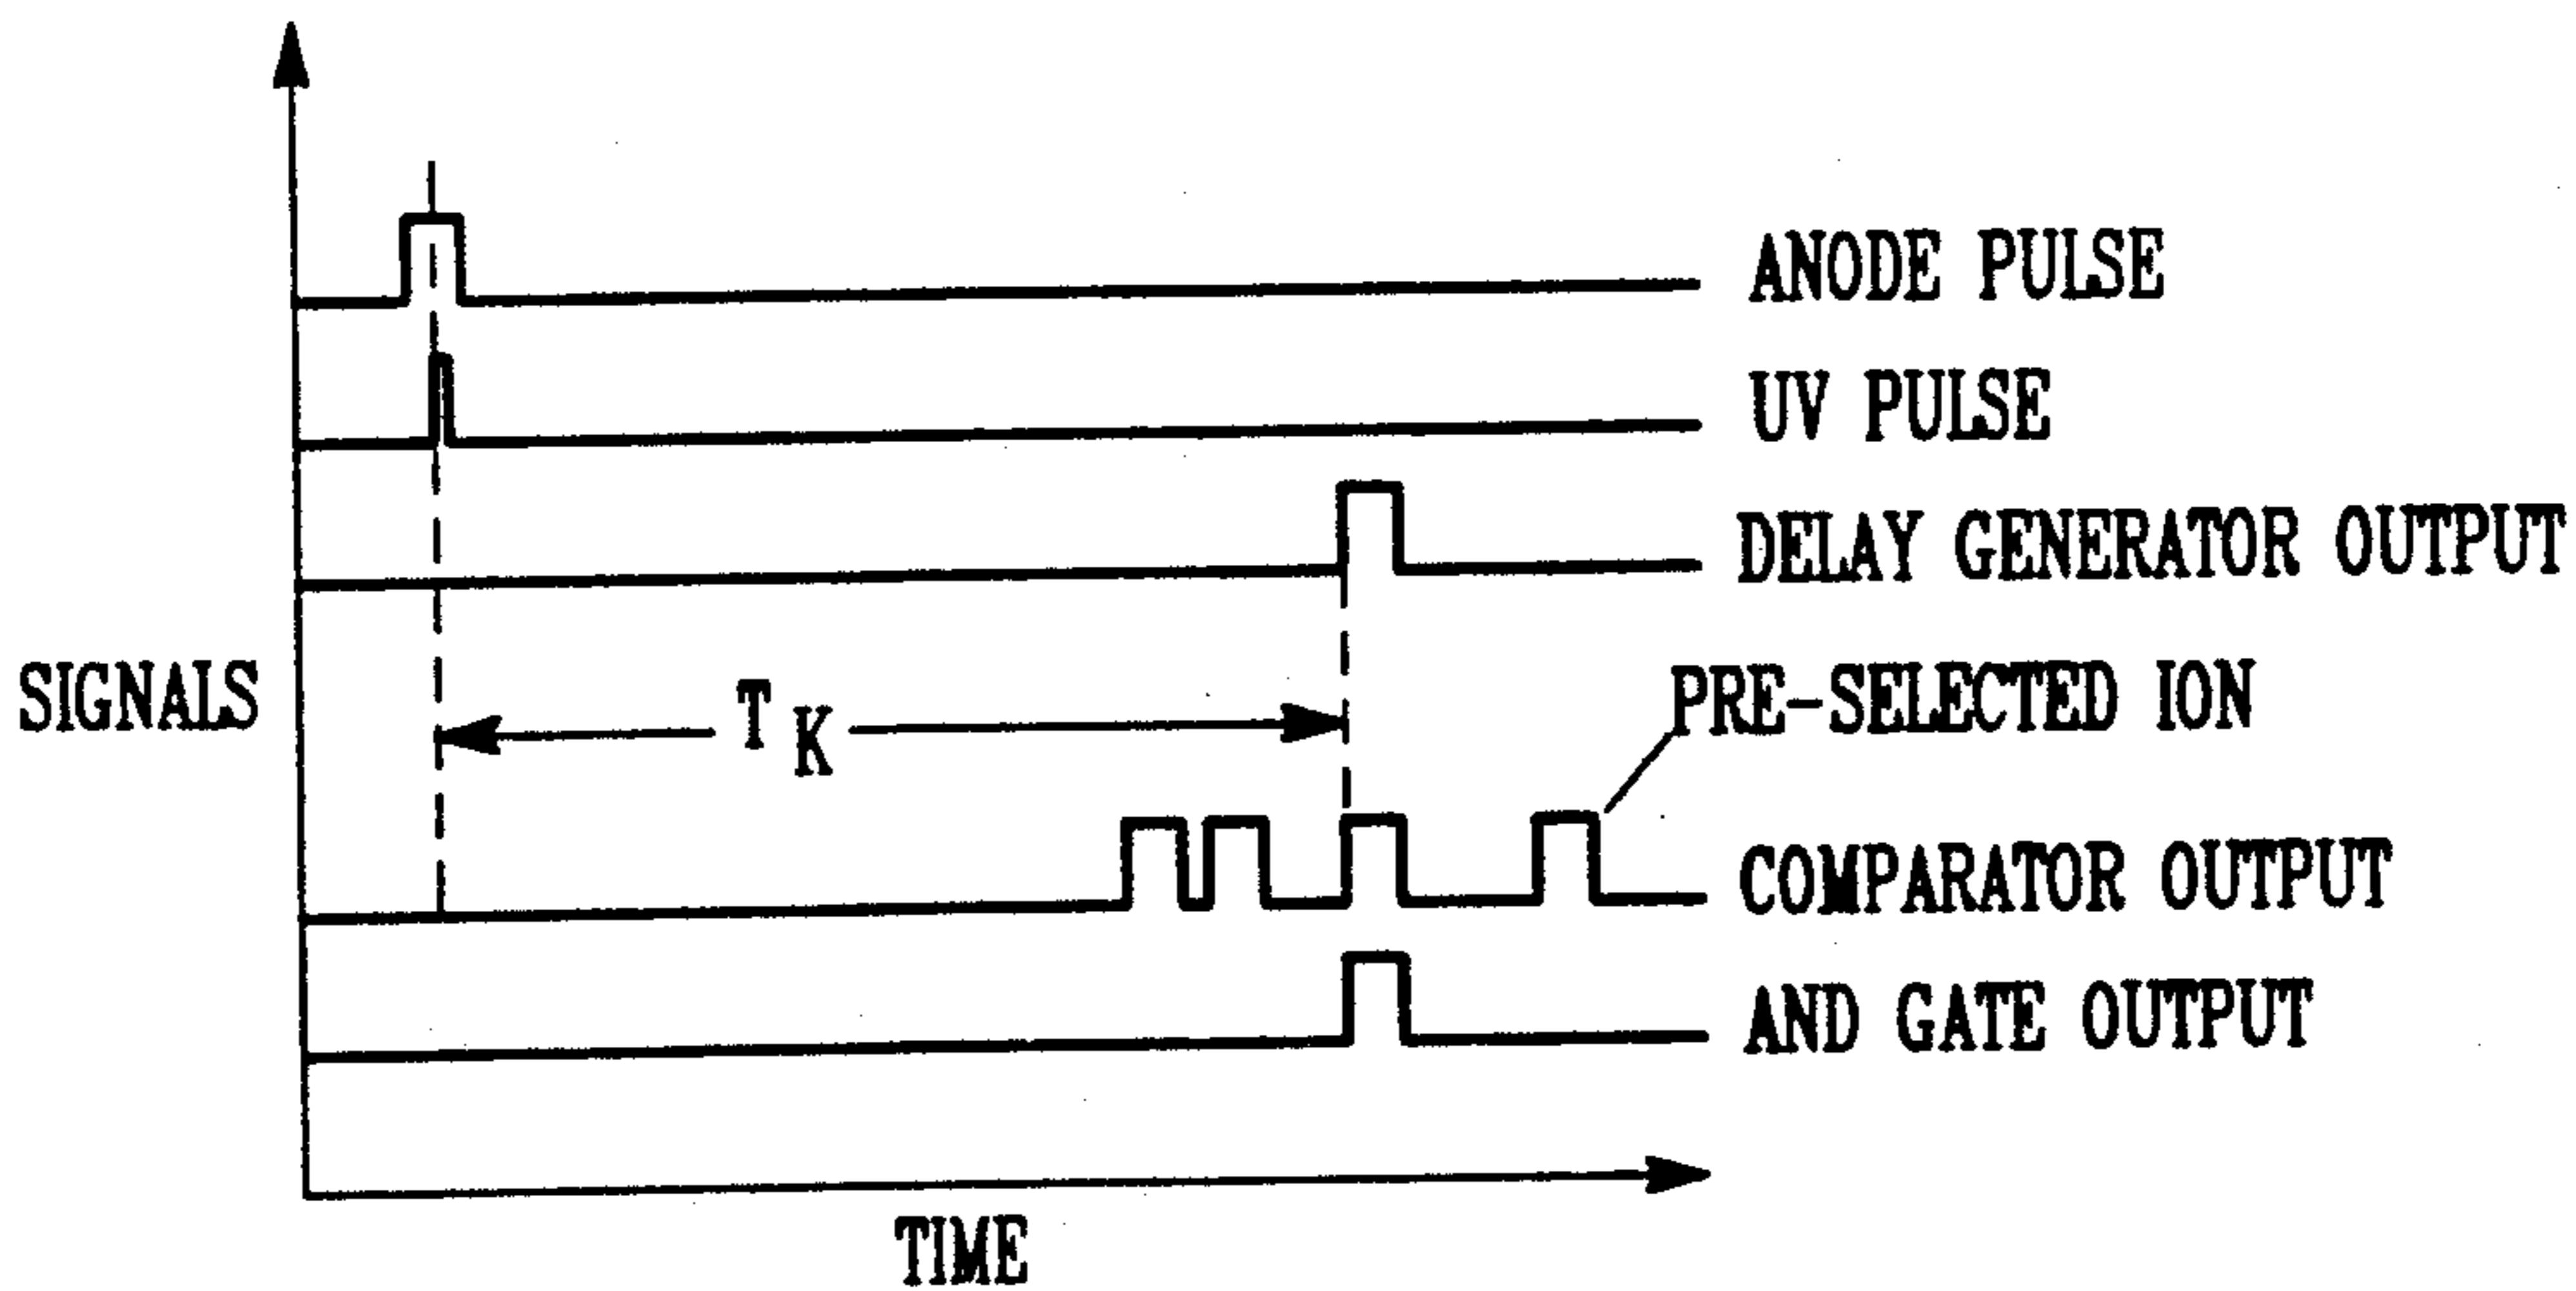 ANODE PULSE
UV PULSE
DELAY GENERATOR OUTPUT
SIGNALS
T K
PRE-SELECTED ION
COMPARATOR OUTPUT
AND GATE OUTPUT
TIME